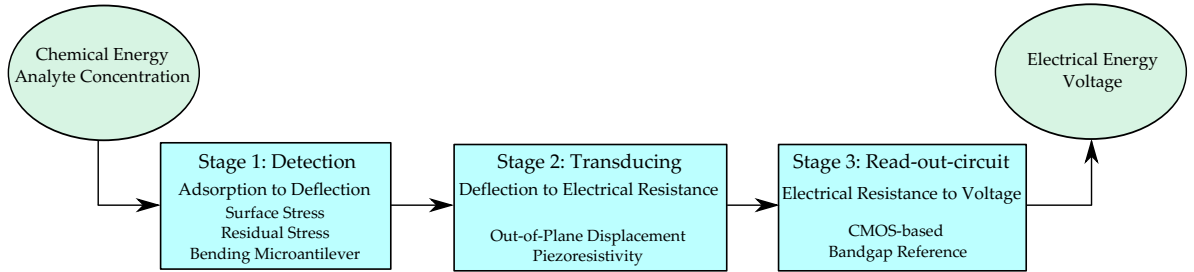 Chemical Energy
Analyte Concentration
Stage 1: Detection
Adsorption to Deflection
Surface Stress
Residual Stress
Bending Microantilever
Stage 2: Transducing
Deflection to Electrical Resistance
Out-of-Plane Displacement
Piezoresistivity
Stage 3: Read-out-circuit
Electrical Resistance to Voltage
CMOS-based
Bandgap Reference
Electrical Energy
Voltage